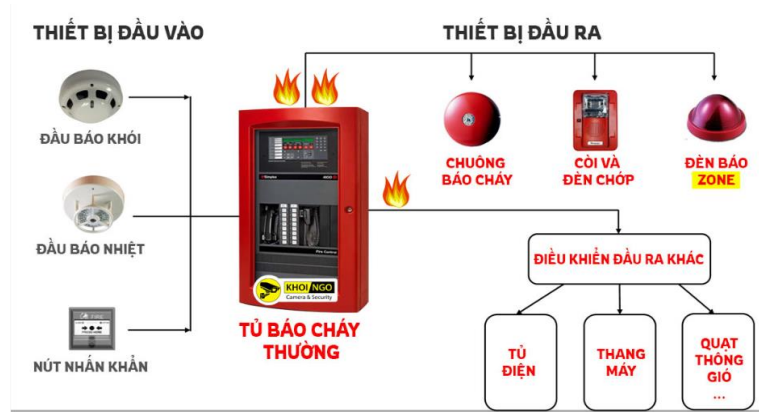 THIẾT BỊ ĐẦU VÀO
THIẾT BỊ ĐẦU RA
ĐẦU BÁO KHÓI
ĐẦU BÁO NHIỆT
NÚT NHẤN KHẨN
KHOI NGO
Camera & Security
TỦ BÁO CHÁY
THƯỜNG
CHUÔNG
BÁO CHÁY
CÒI VÀ
ĐÈN CHỚP
ĐÈN BÁO
ZONE
ĐIỀU KHIỂN ĐẦU RA KHÁC
TỦ
ĐIỆN
THANG
MÁY
QUẠT
THÔNG
GIÓ
...